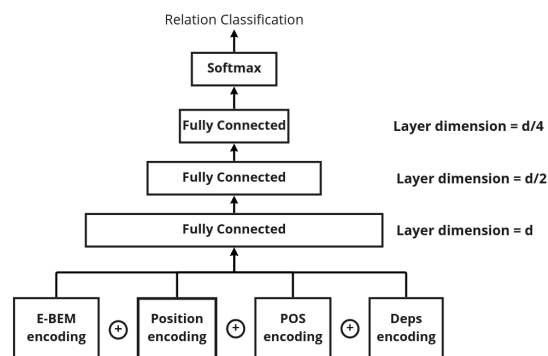 Relation Classification
Softmax
Fully Connected
Layer dimension = d/4
Fully Connected
Layer dimension = d/2
Fully Connected
Layer dimension = d
E-BEM
encoding
+
Position
encoding
+
POS
encoding
+
Deps
encoding